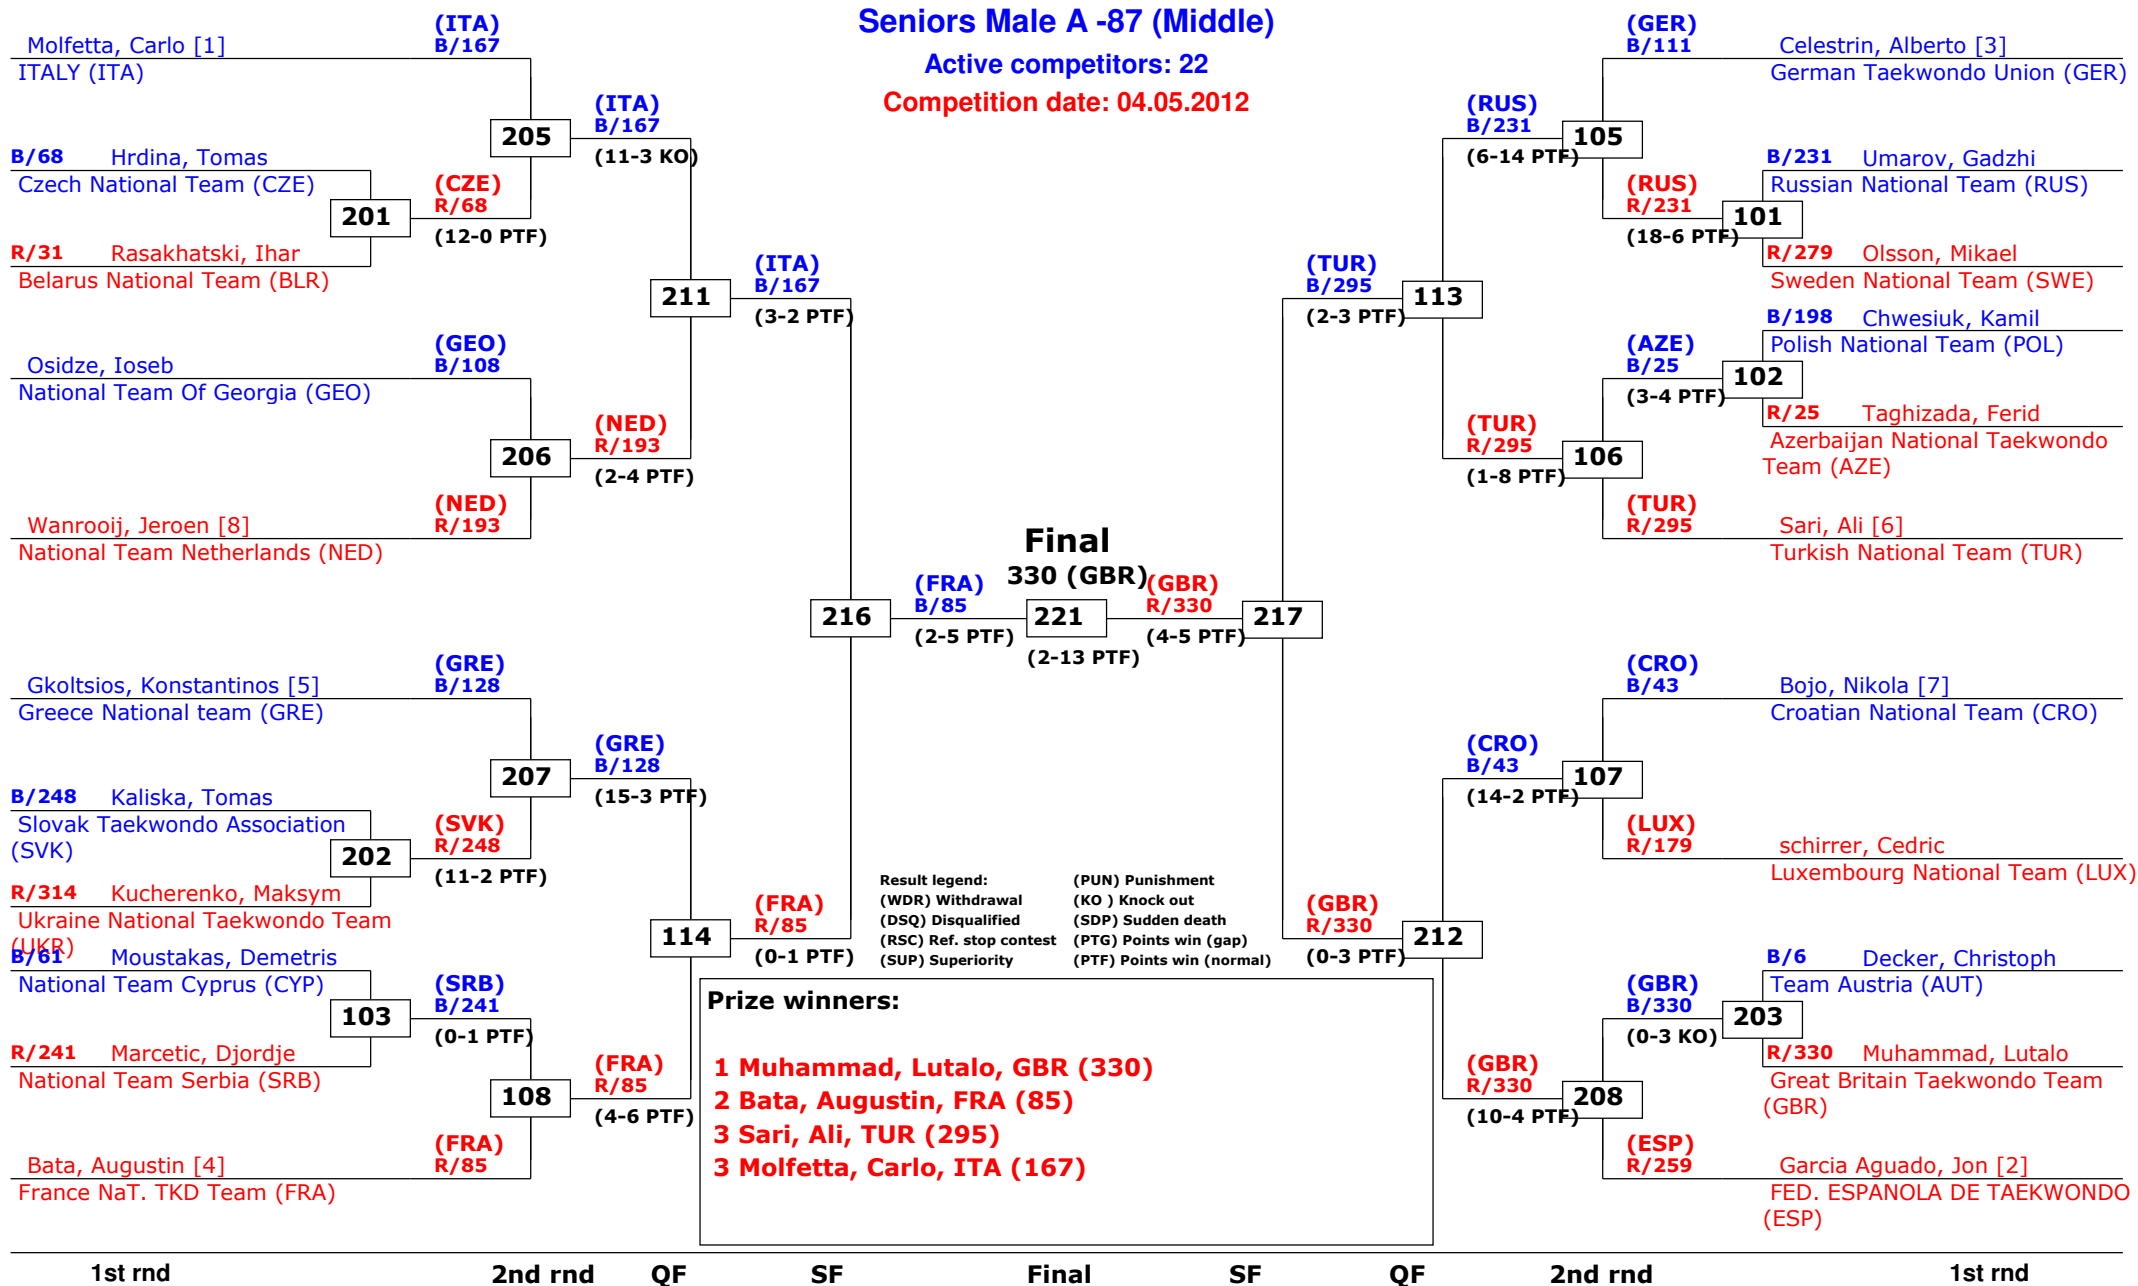 Seniors Male A -87 (Middle)
Active competitors: 22
Competition date: 04.05.2012
Molfetta, Carlo [1]
ITALY (ITA)
(ITA)
B/167
B/68 Hrdina, Tomas
Czech National Team (CZE)
201
R/31 Rasakhatski, Ihar
Belarus National Team (BLR)
(CZE)
R/68
(12-0 PTF)
205
(ITA)
B/167
(11-3 KO)
Osidze, Ioseb
National Team Of Georgia (GEO)
(GEO)
B/108
206
Wanrooij, Jeroen [8]
National Team Netherlands (NED)
(NED)
R/193
(NED)
R/193
(2-4 PTF)
211
(ITA)
B/167
(3-2 PTF)
Gkoltsios, Konstantinos [5]
Greece National team (GRE)
(GRE)
B/128
B/248 Kaliska, Tomas
Slovak Taekwondo Association
(SVK)
202
R/314 Kucherenko, Maksym
Ukraine National Taekwondo Team
(UKR)
(SVK)
R/248
(11-2 PTF)
207
(GRE)
B/128
(15-3 PTF)
B/61 Moustakas, Demetris
National Team Cyprus (CYP)
103
R/241 Marcetic, Djordje
National Team Serbia (SRB)
(SRB)
B/241
(0-1 PTF)
108
Bata, Augustin [4]
France NaT. TKD Team (FRA)
(FRA)
R/85
(FRA)
R/85
(4-6 PTF)
114
(FRA)
R/85
(0-1 PTF)
216
(FRA)
B/85
(2-5 PTF)
Final
330 (GBR)
221
(2-13 PTF)
(GBR)
R/330
(4-5 PTF)
217
(GER)
B/111
Celestrin, Alberto [3]
German Taekwondo Union (GER)
(RUS)
B/231
(6-14 PTF)
105
B/231 Umarov, Gadzhi
Russian National Team (RUS)
(RUS)
R/231
(18-6 PTF)
101
R/279 Olsson, Mikael
Sweden National Team (SWE)
(TUR)
B/295
(2-3 PTF)
113
B/198 Chwesiuk, Kamil
Polish National Team (POL)
(AZE)
B/25
(3-4 PTF)
102
R/25 Taghizada, Ferid
Azerbaijan National Taekwondo
Team (AZE)
(TUR)
R/295
(1-8 PTF)
106
(TUR)
R/295
Sari, Ali [6]
Turkish National Team (TUR)
(CRO)
B/43
Bojo, Nikola [7]
Croatian National Team (CRO)
(CRO)
B/43
(14-2 PTF)
107
(LUX)
R/179
schirrer, Cedric
Luxembourg National Team (LUX)
(GBR)
R/330
(0-3 PTF)
212
B/6 Decker, Christoph
Team Austria (AUT)
(GBR)
B/330
(0-3 KO)
203
R/330 Muhammad, Lutalo
Great Britain Taekwondo Team
(GBR)
(GBR)
R/330
(10-4 PTF)
208
(ESP)
R/259
Garcia Aguado, Jon [2]
FED. ESPANOLA DE TAEKWONDO
(ESP)
Result legend: (PUN) Punishment
(WDR) Withdrawal (KO ) Knock out
(DSQ) Disqualified (SDP) Sudden death
(RSC) Ref. stop contest (PTG) Points win (gap)
(SUP) Superiority (PTF) Points win (normal)
Prize winners:
1 Muhammad, Lutalo, GBR (330)
2 Bata, Augustin, FRA (85)
3 Sari, Ali, TUR (295)
3 Molfetta, Carlo, ITA (167)
1st rnd 2nd rnd QF SF Final SF QF 2nd rnd 1st rnd